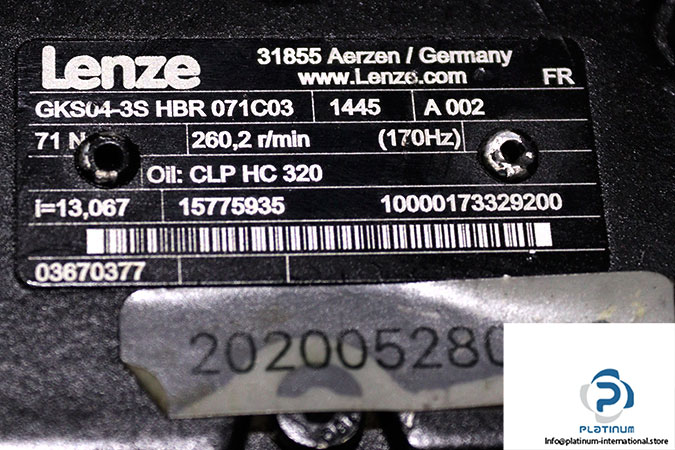 Lenze
31855 Aerzen / Germany
www.Lenze.com
FR
GKS04-3S HBR 071C03 1445 A 002
71 N 260,2 r/min (170Hz)
Oil: CLP HC 320
i=13,067 15775935 10000173329200
03670377
20200528
PLATINUM
info@platinum-international.store